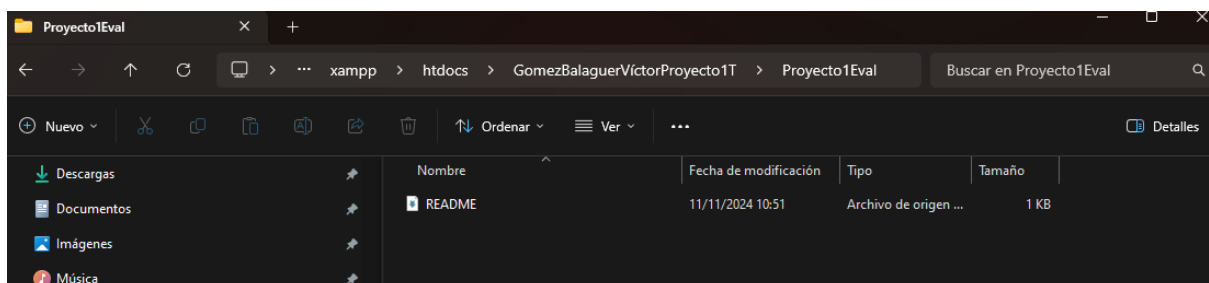 Proyecto1Eval
xampp > htdocs > GomezBalaguerVíctorProyecto1T > Proyecto1Eval
Buscar en Proyecto1Eval
Nuevo
Ordenar
Ver
Detalles
Descargas
Documentos
Imágenes
Música
Nombre Fecha de modificación Tipo Tamaño
README 11/11/2024 10:51 Archivo de origen ... 1 KB